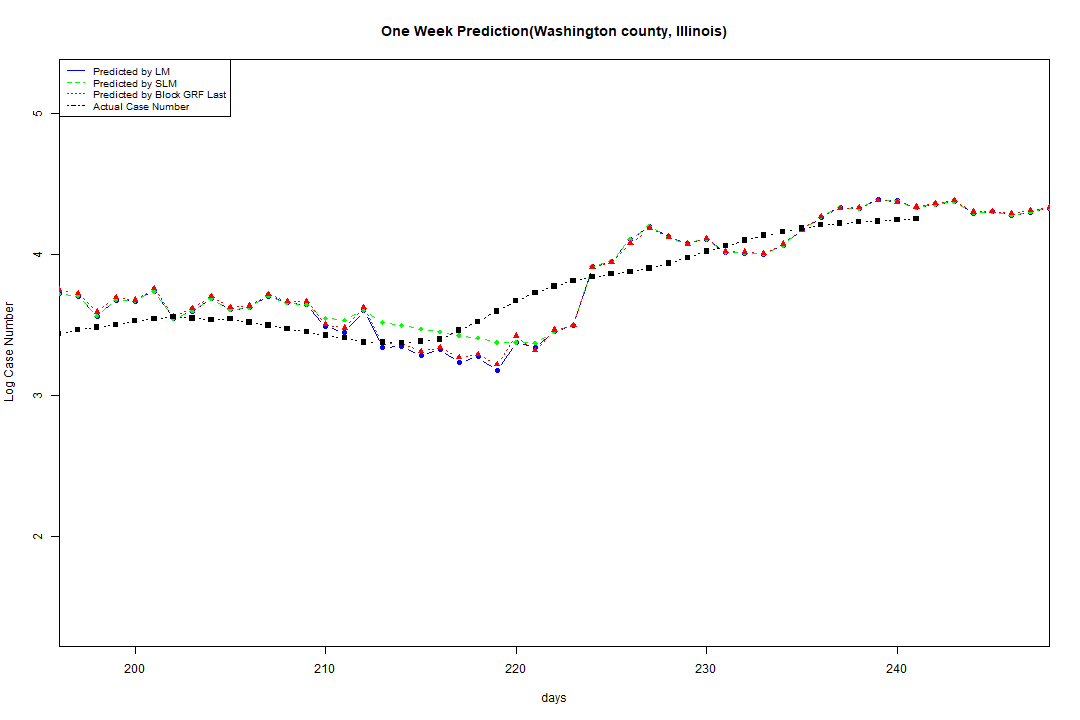 One Week Prediction(Washington county, Illinois)
Predicted by LM
Predicted by SLM
Predicted by Block GRF Last
Actual Case Number
5
4
3
2
Log Case Number
200 210 220 230 240
days